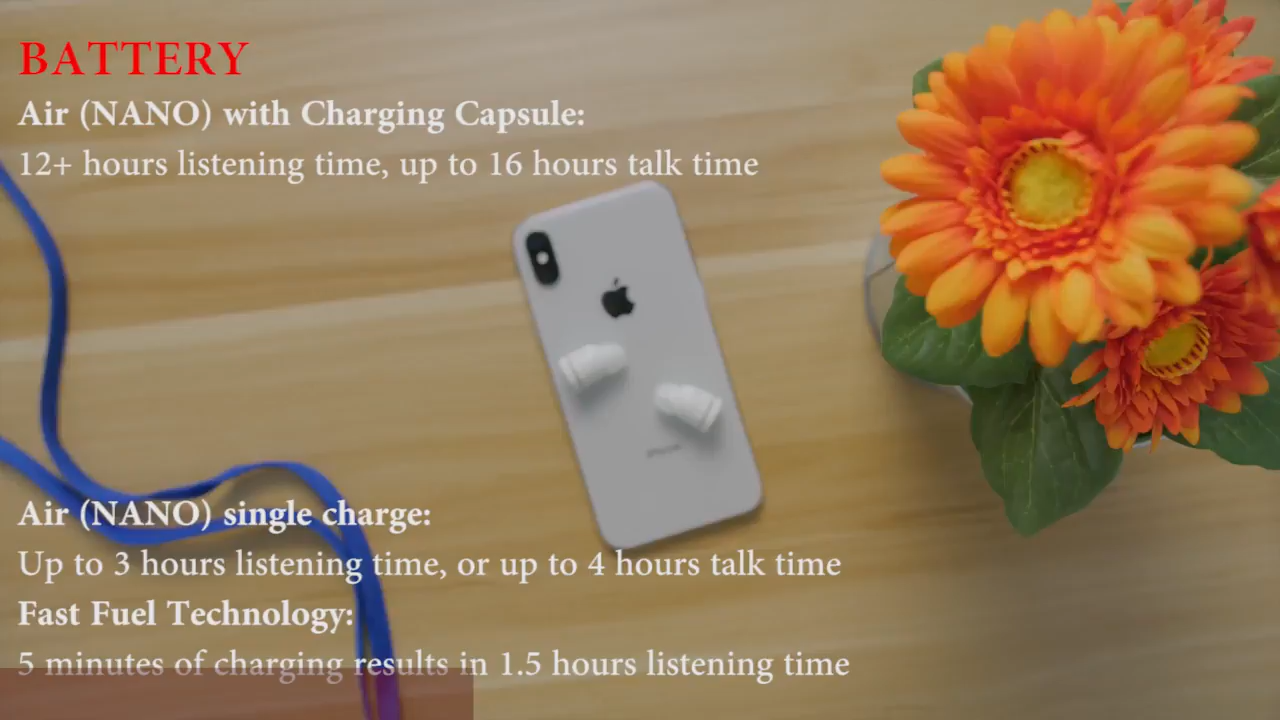 BATTERY
Air (NANO) with Charging Capsule:
12+ hours listening time, up to 16 hours talk time
iPhone
Air (NANO) single charge:
Up to 3 hours listening time, or up to 4 hours talk time
Fast Fuel Technology:
5 minutes of charging results in 1.5 hours listening time